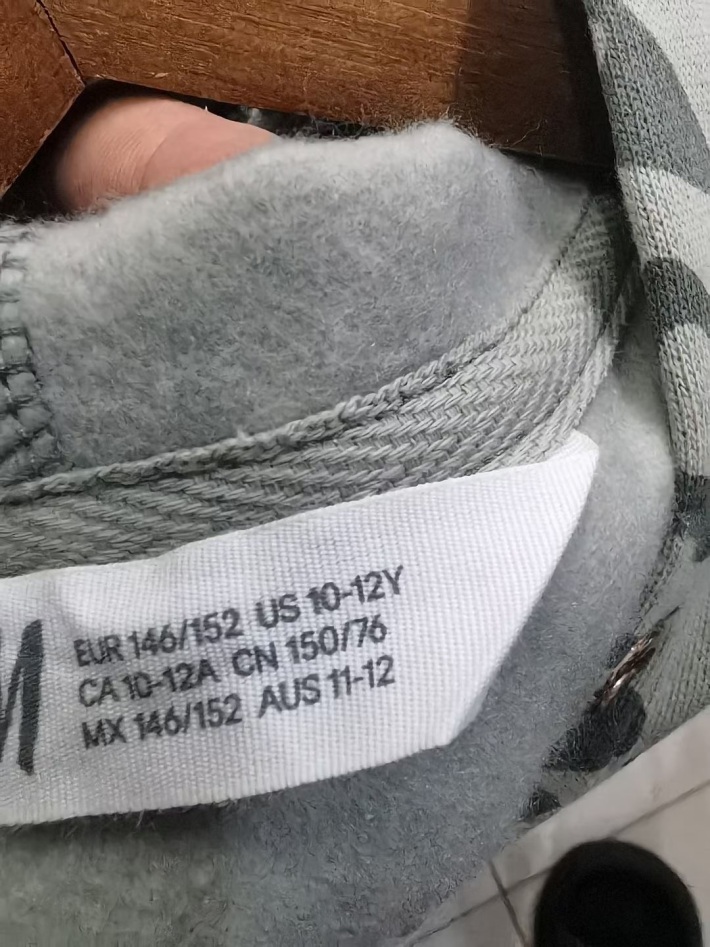 M
EUR 146/152 US 10-12Y
CA 10-12A CN 150/76
MX 146/152 AUS 11-12